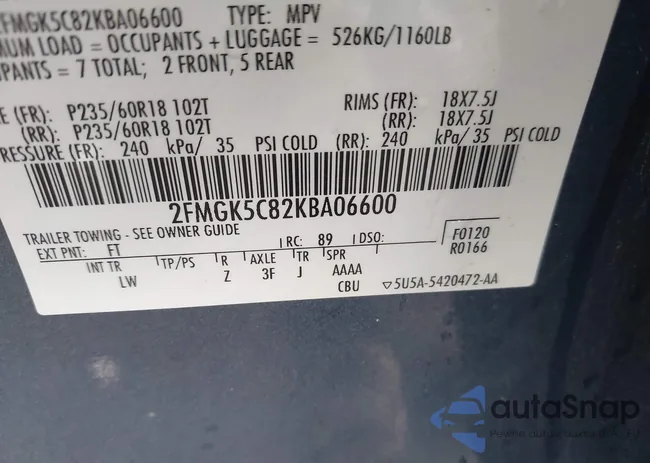 2FMGK5C82KBA06600 TYPE: MPV
NUM LOAD = OCCUPANTS + LUGGAGE = 526KG/1160LB
PANTS = 7 TOTAL; 2 FRONT, 5 REAR
E (FR): P235/60R18 102T RIMS (FR): 18X7.5J
(RR): P235/60R18 102T (RR): 18X7.5J
RESSURE (FR): 240 kPa/ 35 PSI COLD (RR): 240 kPa/ 35 PSI COLD
2FMGK5C82KBA06600
TRAILER TOWING - SEE OWNER GUIDE
EXT PNT: FT RC: 89 DSO: F0120
R0166
INT TR TP/PS R AXLE TR SPR
LW Z 3F J AAAA
CBU ▽5U5A-5420472-AA
autoSnap